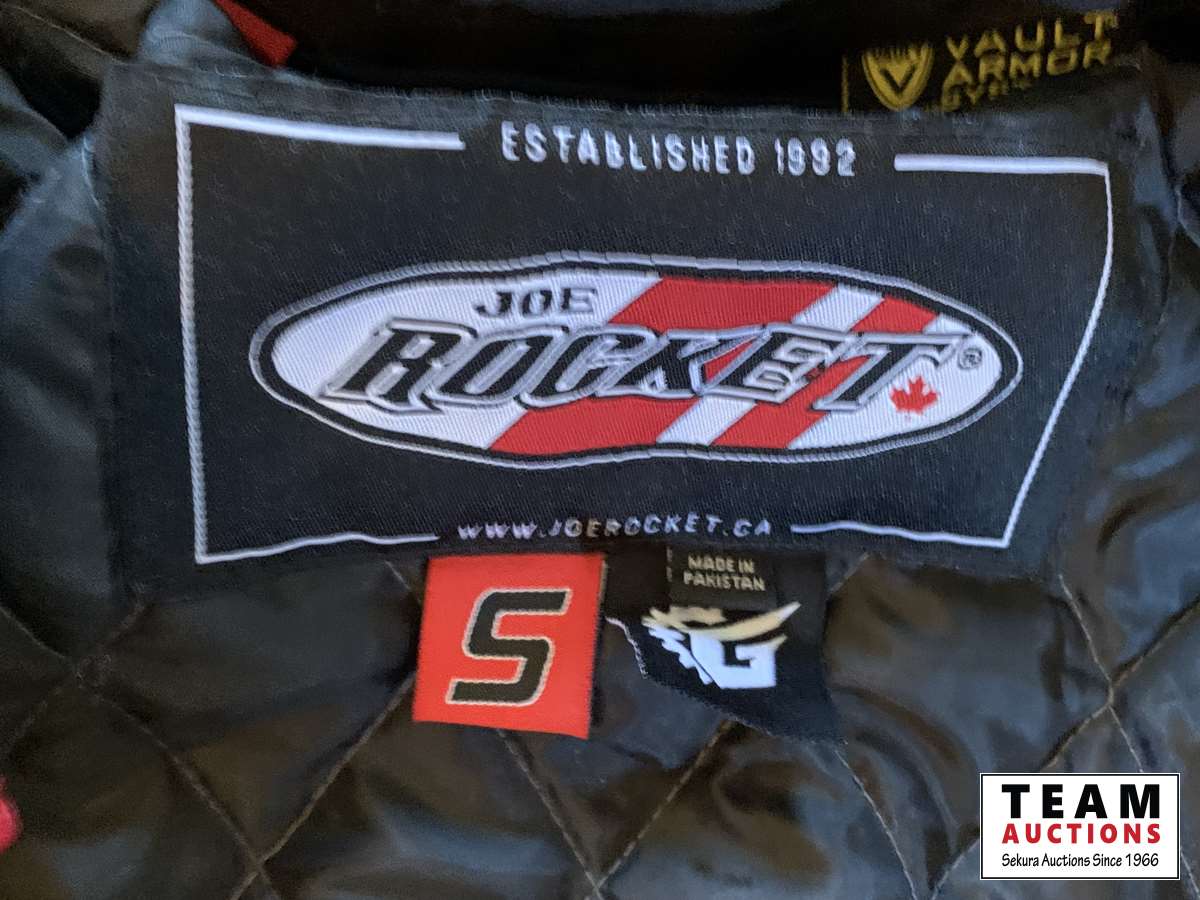 VAULT
ARMOR
ESTABLISHED 1992
JOE
ROCKET®
WWW.JOEROCKET.CA
MADE IN
PAKISTAN
S
G
TEAM
AUCTIONS
Sekura Auctions Since 1966